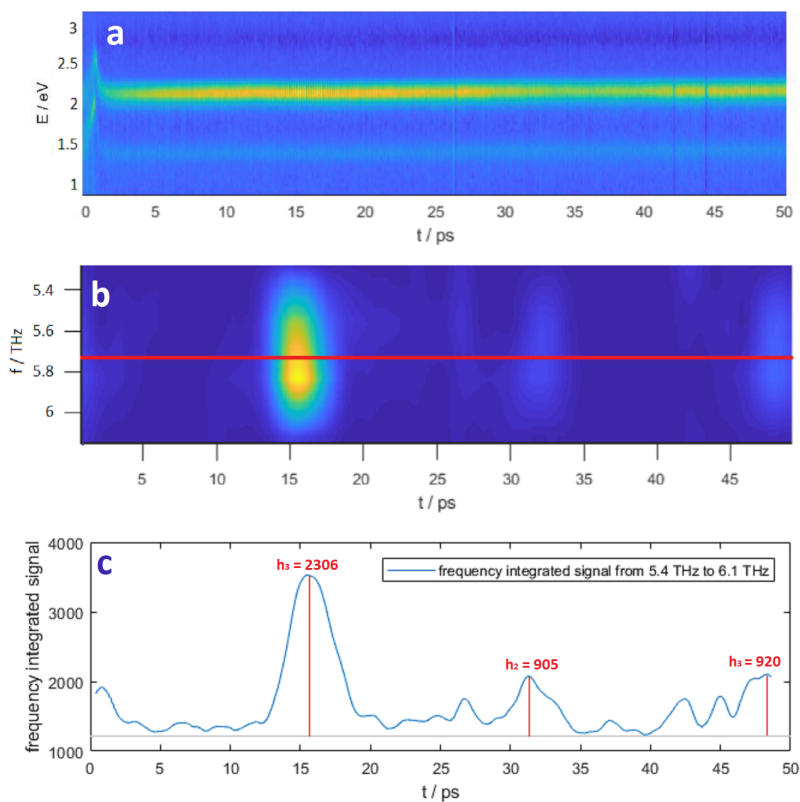 a
3
2.5
2
1.5
1
E / eV
0 5 10 15 20 25 30 35 40 45 50
t / ps
b
5.4
5.6
5.8
6
f / THz
5 10 15 20 25 30 35 40 45
t / ps
c
4000
3000
2000
1000
frequency integrated signal
h₃ = 2306
frequency integrated signal from 5.4 THz to 6.1 THz
h₂ = 905
h₃ = 920
0 5 10 15 20 25 30 35 40 45 50
t / ps